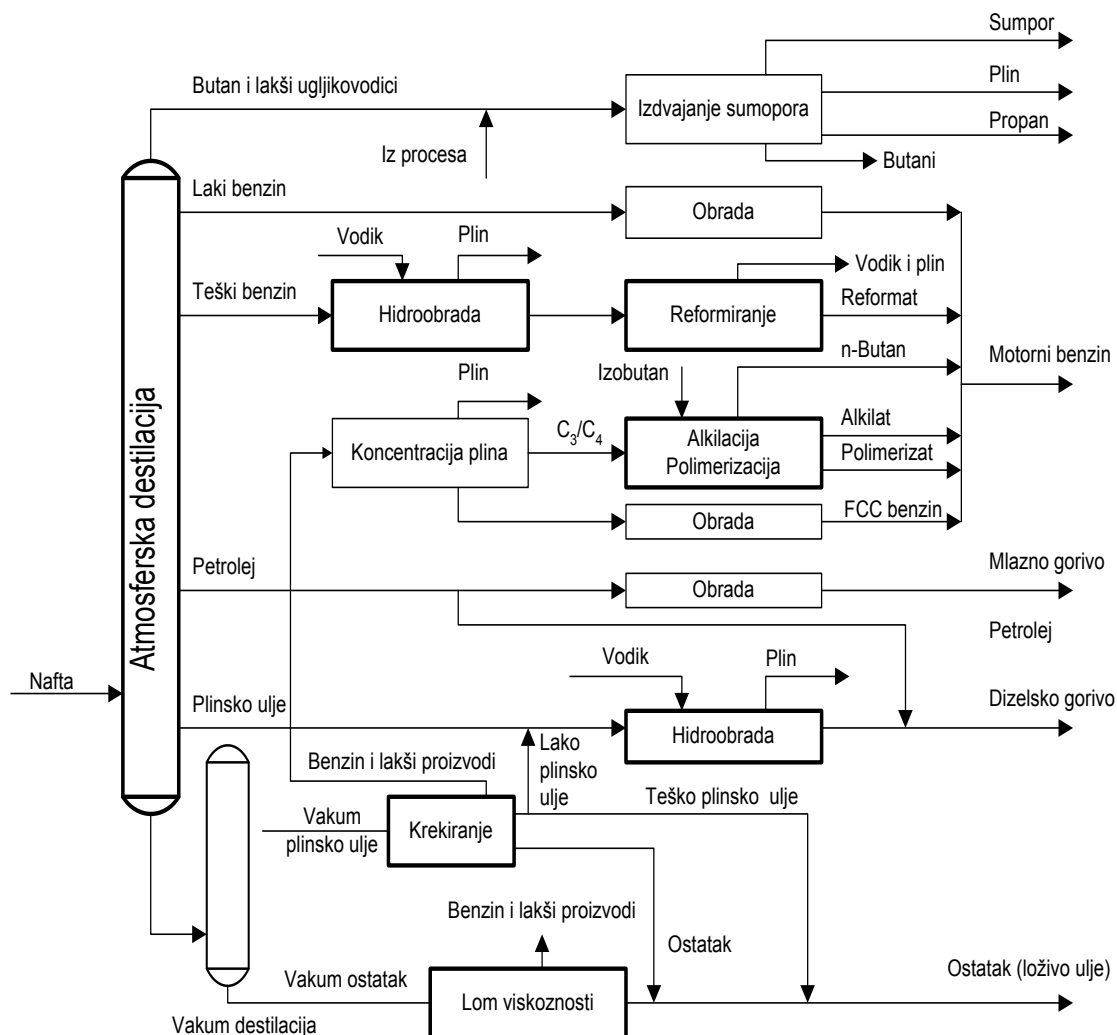 Sumpor
Butan i lakši ugljikovodici
Plin
Izdvajanje sumopora
Propan
Iz procesa
Butani
Laki benzin
Obrada
Vodik
Plin
Vodik i plin
Teški benzin
Hidroobrada
Reformiranje
Reformat
n-Butan
Motorni benzin
Plin
Izobutan
Koncentracija plina
C3/C4
Alkilacija
Polimerizacija
Alkilat
Polimerizat
Obrada
FCC benzin
Atmosferska destilacija
Petrolej
Obrada
Mlazno gorivo
Petrolej
Nafta
Vodik
Plin
Plinsko ulje
Hidroobrada
Dizelsko gorivo
Benzin i lakši proizvodi
Lako
plinsko
ulje
Teško plinsko ulje
Vakum
plinsko ulje
Krekiranje
Benzin i lakši proizvodi
Ostatak
Vakum ostatak
Lom viskoznosti
Ostatak (loživo ulje)
Vakum destilacija